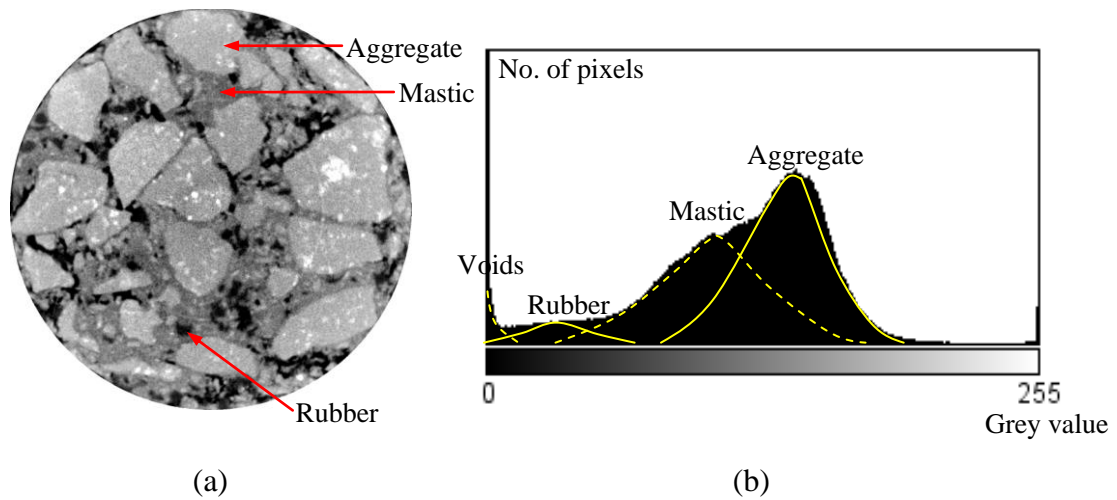 Aggregate
Mastic
Rubber
(a)
No. of pixels
Aggregate
Mastic
Voids
Rubber
0
255
Grey value
(b)